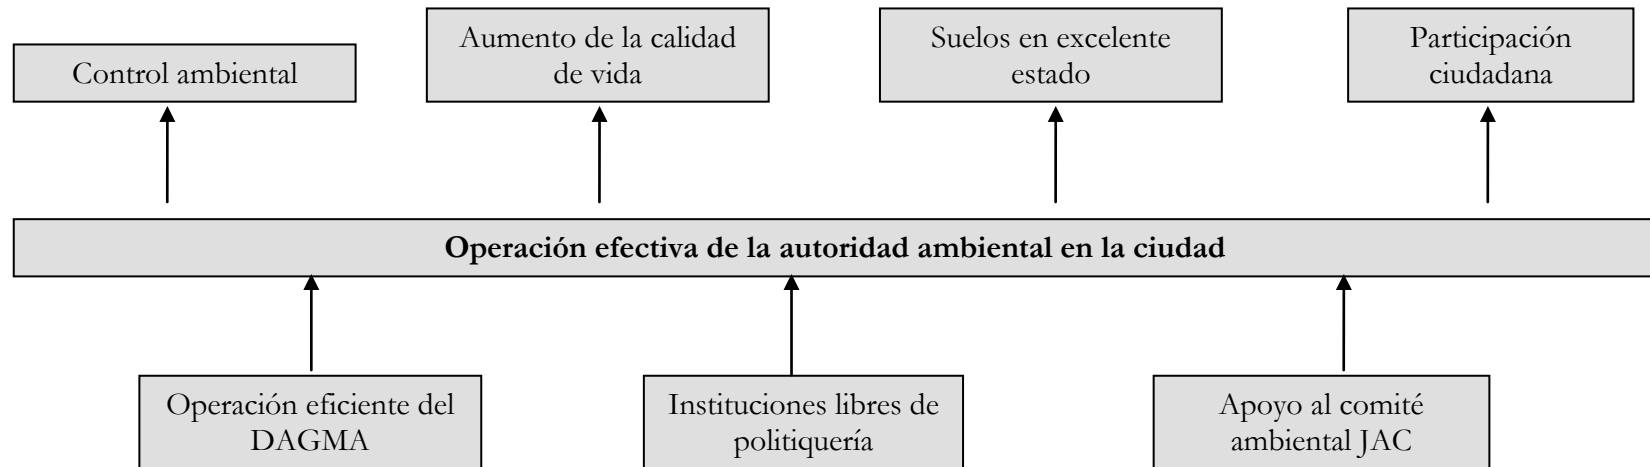 Control ambiental
Aumento de la calidad
de vida
Suelos en excelente
estado
Participación
ciudadana
Operación efectiva de la autoridad ambiental en la ciudad
Operación eficiente del
DAGMA
Instituciones libres de
politiquería
Apoyo al comité
ambiental JAC